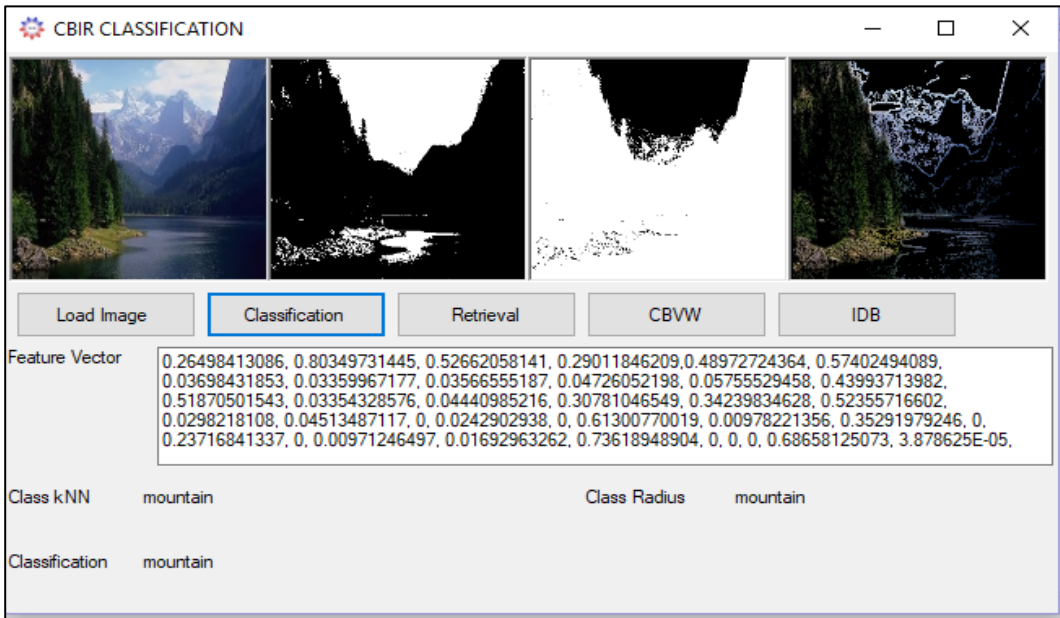 CBIR CLASSIFICATION
Load Image
Classification
Retrieval
CBVW
IDB
Feature Vector
0.26498413086, 0.80349731445, 0.52662058141, 0.29011846209,0.48972724364, 0.57402494089,
0.03698431853, 0.03359967177, 0.03566555187, 0.04726052198, 0.05755529458, 0.43993713982,
0.51870501543, 0.03354328576, 0.04440985216, 0.30781046549, 0.34239834628, 0.52355716602,
0.0298218108, 0.04513487117, 0, 0.0242902938, 0, 0.61300770019, 0.00978221356, 0.35291979246, 0,
0.23716841337, 0, 0.00971246497, 0.01692963262, 0.73618948904, 0, 0, 0, 0.68658125073, 3.878625E-05,
Class kNN mountain
Class Radius mountain
Classification mountain